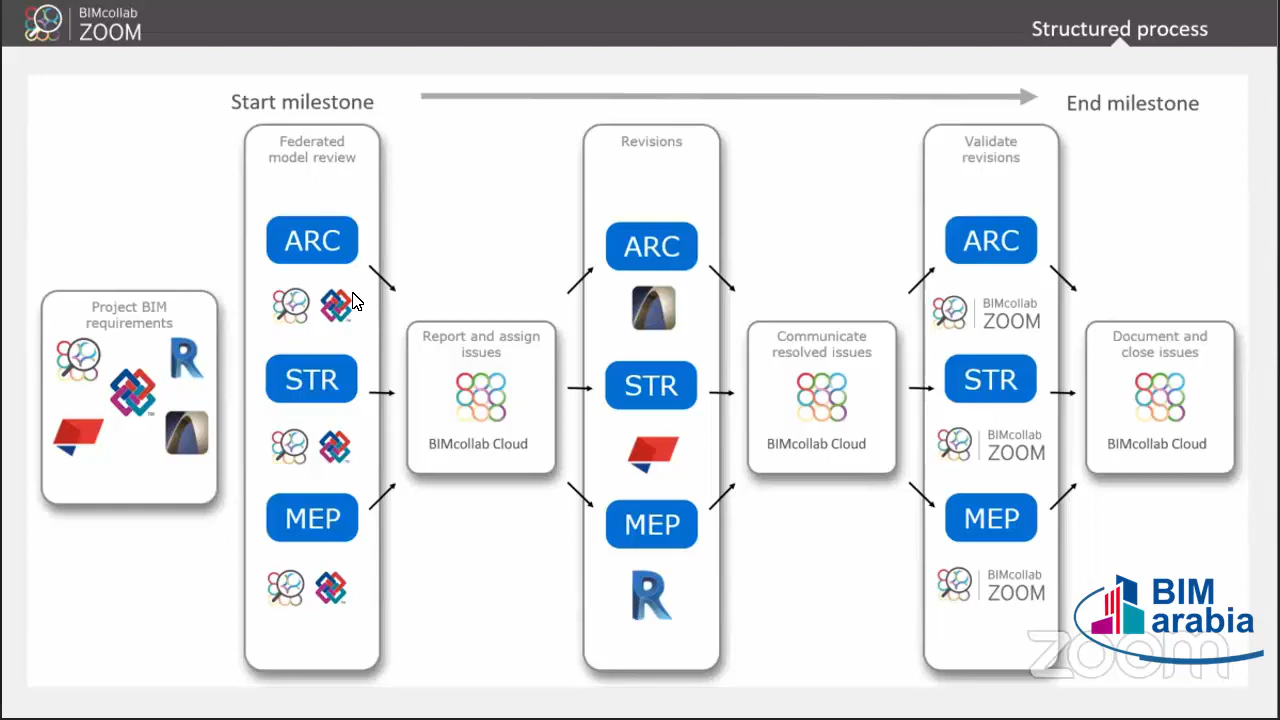 BIMcollab
ZOOM
Structured process
Start milestone
End milestone
Project BIM
requirements
Federated
model review
ARC
STR
MEP
Report and assign
issues
BIMcollab Cloud
Revisions
ARC
STR
MEP
Communicate
resolved issues
BIMcollab Cloud
Validate
revisions
ARC
BIMcollab
ZOOM
STR
BIMcollab
ZOOM
MEP
BIMcollab
ZOOM
Document and
close issues
BIMcollab Cloud
BIM
arabia
zoom